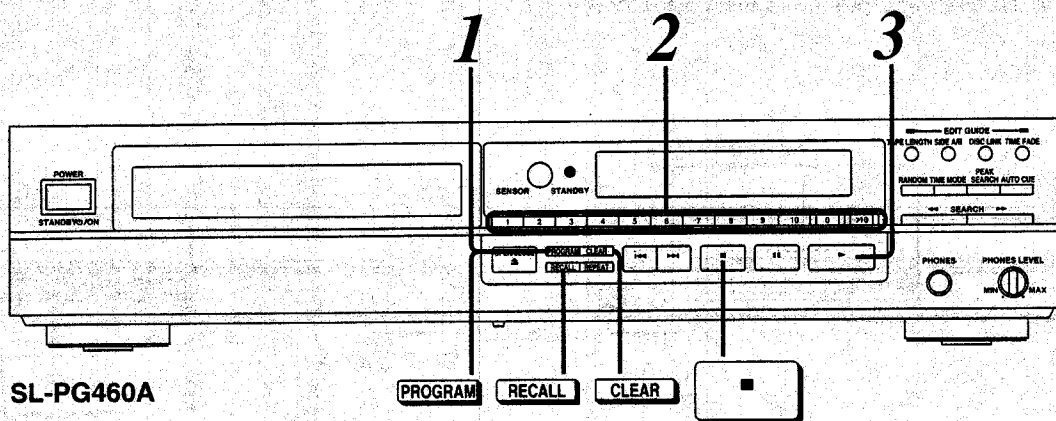 1 2 3
EDIT GUIDE
TAPE LENGTH SIDE A/B DISC LINK TIME FADE
POWER
STANDBY⏻/ON
SENSOR
STANDBY
RANDOM TIME MODE PEAK SEARCH AUTO CUE
◀◀ SEARCH ▶▶
1 2 3 4 5 6 7 8 9 10 0 >10
PROGRAM CLEAR
RECALL REPEAT
PHONES
PHONES LEVEL
MIN MAX
SL-PG460A
PROGRAM RECALL CLEAR